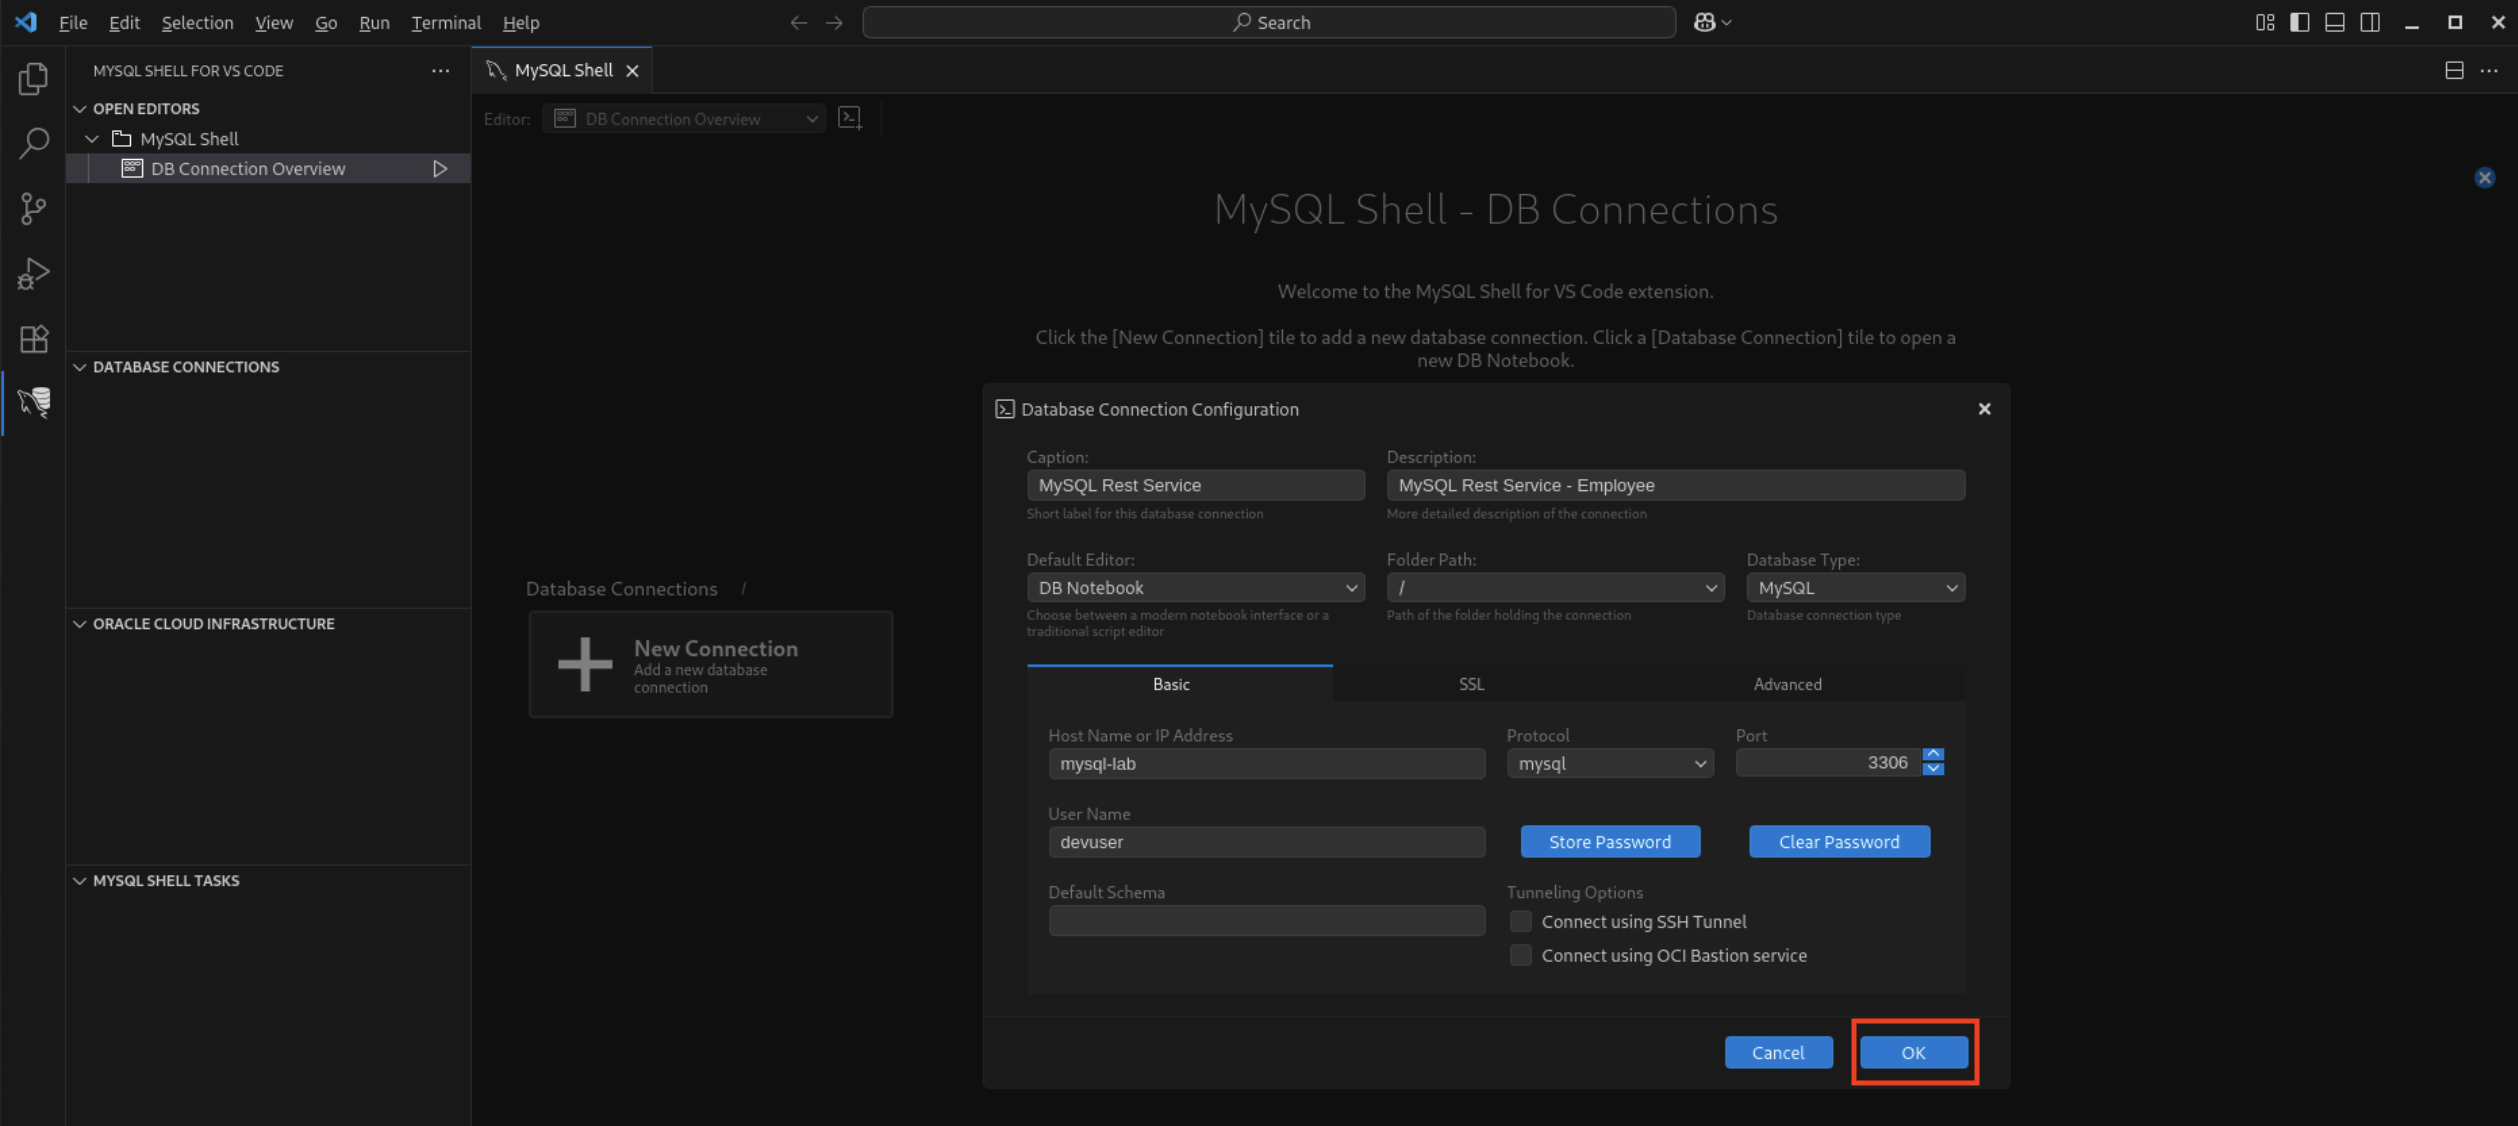 File Edit Selection View Go Run Terminal Help
Search
MYSQL SHELL FOR VS CODE
OPEN EDITORS
MySQL Shell
DB Connection Overview
DATABASE CONNECTIONS
ORACLE CLOUD INFRASTRUCTURE
MYSQL SHELL TASKS
MySQL Shell
Editor: DB Connection Overview
MySQL Shell - DB Connections
Welcome to the MySQL Shell for VS Code extension.
Click the [New Connection] tile to add a new database connection. Click a [Database Connection] tile to open a
new DB Notebook.
Database Connections /
New Connection
Add a new database
connection
Database Connection Configuration
Caption: Description:
MySQL Rest Service MySQL Rest Service - Employee
Short label for this database connection More detailed description of the connection
Default Editor: Folder Path: Database Type:
DB Notebook / MySQL
Choose between a modern notebook interface or a Path of the folder holding the connection Database connection type
traditional script editor
Basic SSL Advanced
Host Name or IP Address Protocol Port
mysql-lab mysql 3306
User Name
devuser Store Password Clear Password
Default Schema Tunneling Options
Connect using SSH Tunnel
Connect using OCI Bastion service
Cancel OK